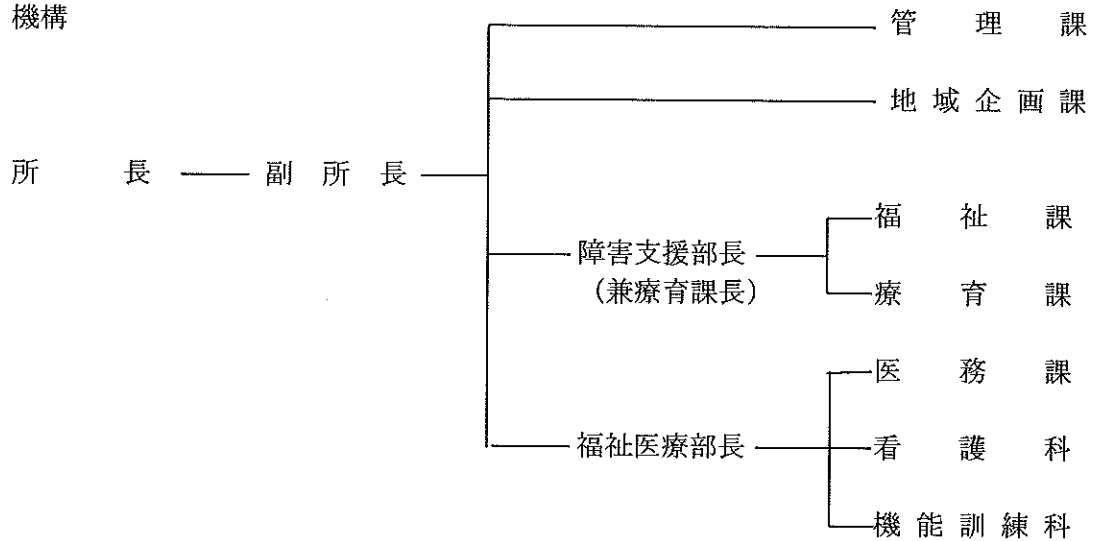 機構
管理課
地域企画課
所長 副所長
福祉課
障害支援部長
(兼療育課長)
療育課
医務課
福祉医療部長 看護科
機能訓練科